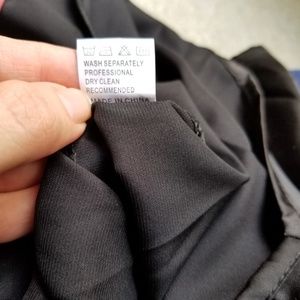 WASH SEPARATELY
PROFESSIONAL
DRY CLEAN
RECOMMENDED
MADE IN CHINA